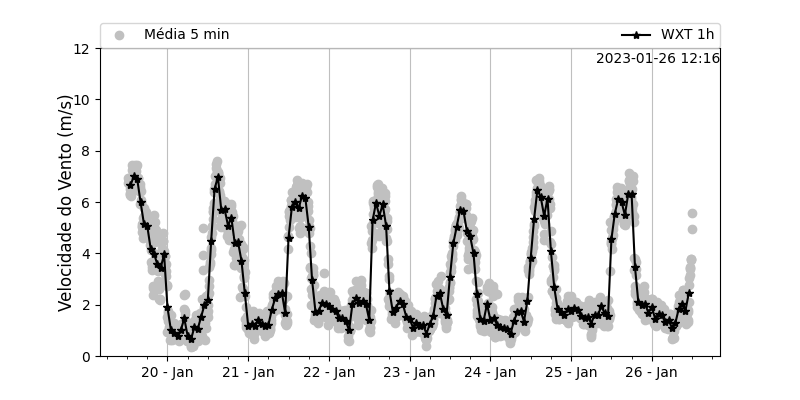 Média 5 min
WXT 1h
2023-01-26 12:16
Velocidade do Vento (m/s)
12
10
8
6
4
2
0
20 - Jan
21 - Jan
22 - Jan
23 - Jan
24 - Jan
25 - Jan
26 - Jan